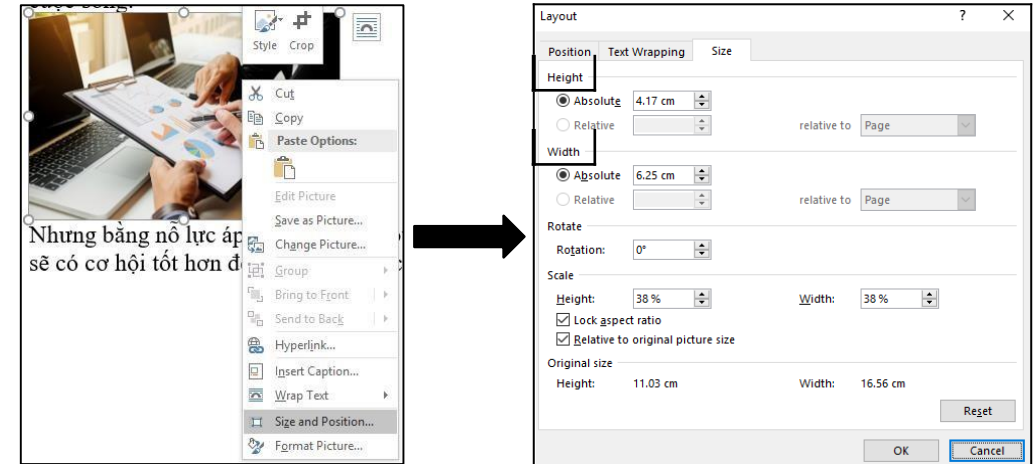 cuộc sống.
Style Crop
Cut
Copy
Paste Options:
Edit Picture
Save as Picture...
Change Picture...
Group
Bring to Front
Send to Back
Hyperlink...
Insert Caption...
Wrap Text
Size and Position...
Format Picture...
Nhưng bằng nỗ lực áp
sẽ có cơ hội tốt hơn
Layout ? X
Position Text Wrapping Size
Height
Absolute 4.17 cm
Relative relative to Page
Width
Absolute 6.25 cm
Relative relative to Page
Rotate
Rotation: 0°
Scale
Height: 38 % Width: 38 %
Lock aspect ratio
Relative to original picture size
Original size
Height: 11.03 cm Width: 16.56 cm
Reset
OK Cancel